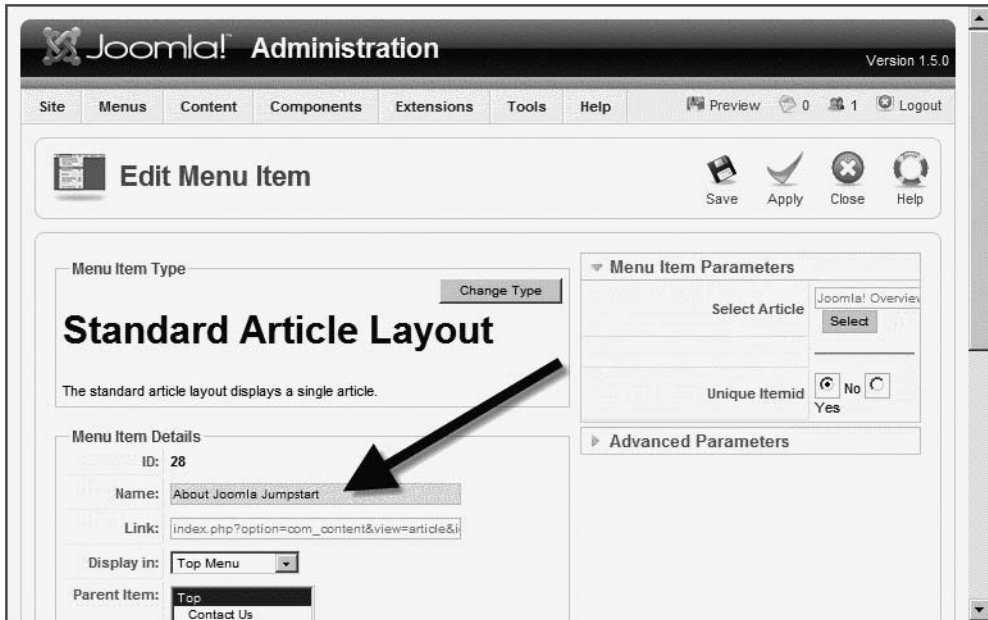 Joomla! Administration
Version 1.5.0
Site Menus Content Components Extensions Tools Help Preview 0 1 Logout
Edit Menu Item
Save Apply Close Help
Menu Item Type
Change Type
Standard Article Layout
The standard article layout displays a single article.
Menu Item Details
ID: 28
Name: About Joomla Jumpstart
Link: index.php?option=com_content&view=article&i
Display in: Top Menu
Parent Item: Top
Contact Us
Menu Item Parameters
Select Article Joomla! Overview
Select
Unique Itemid No
Yes
Advanced Parameters